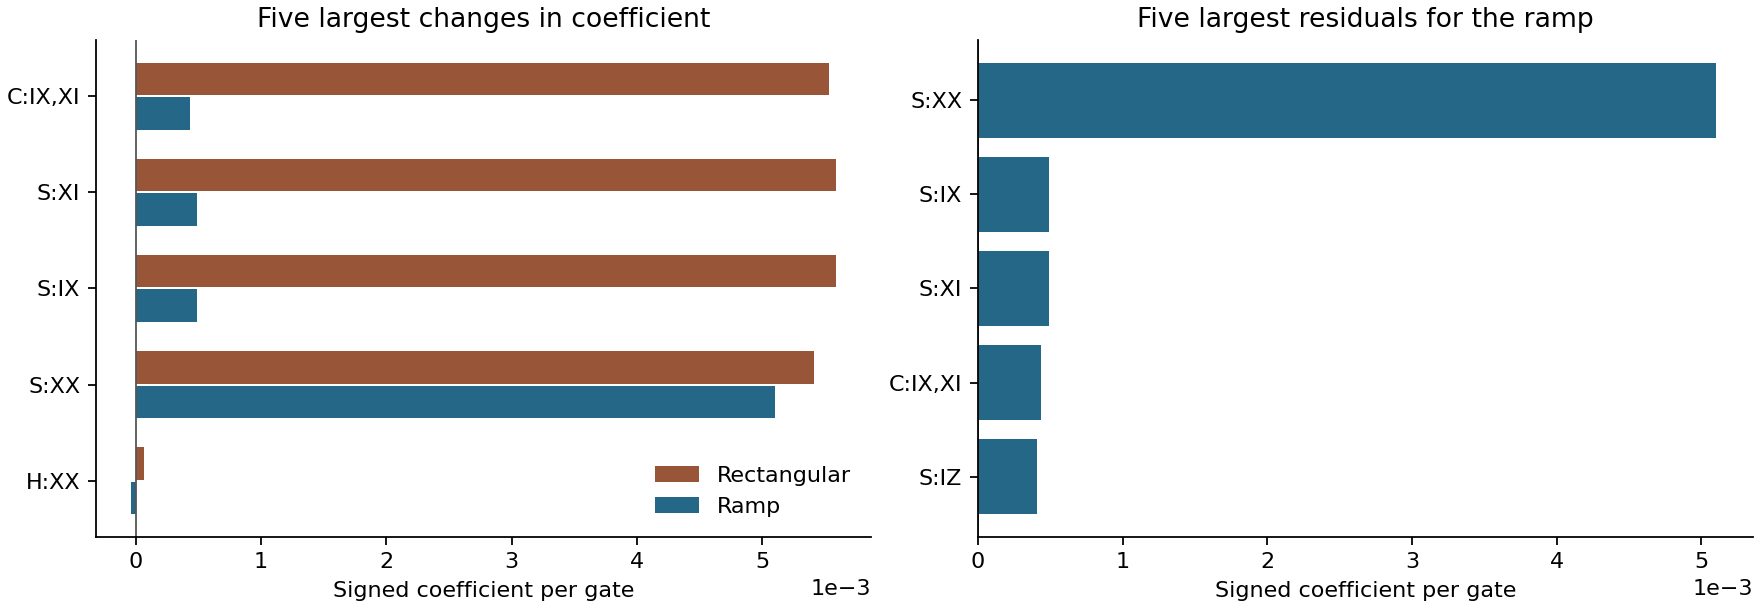 Five largest changes in coefficient
C:IX,XI
S:XI
S:IX
S:XX
H:XX
Rectangular
Ramp
0 1 2 3 4 5
1e−3
Signed coefficient per gate
Five largest residuals for the ramp
S:XX
S:IX
S:XI
C:IX,XI
S:IZ
0 1 2 3 4 5
1e−3
Signed coefficient per gate